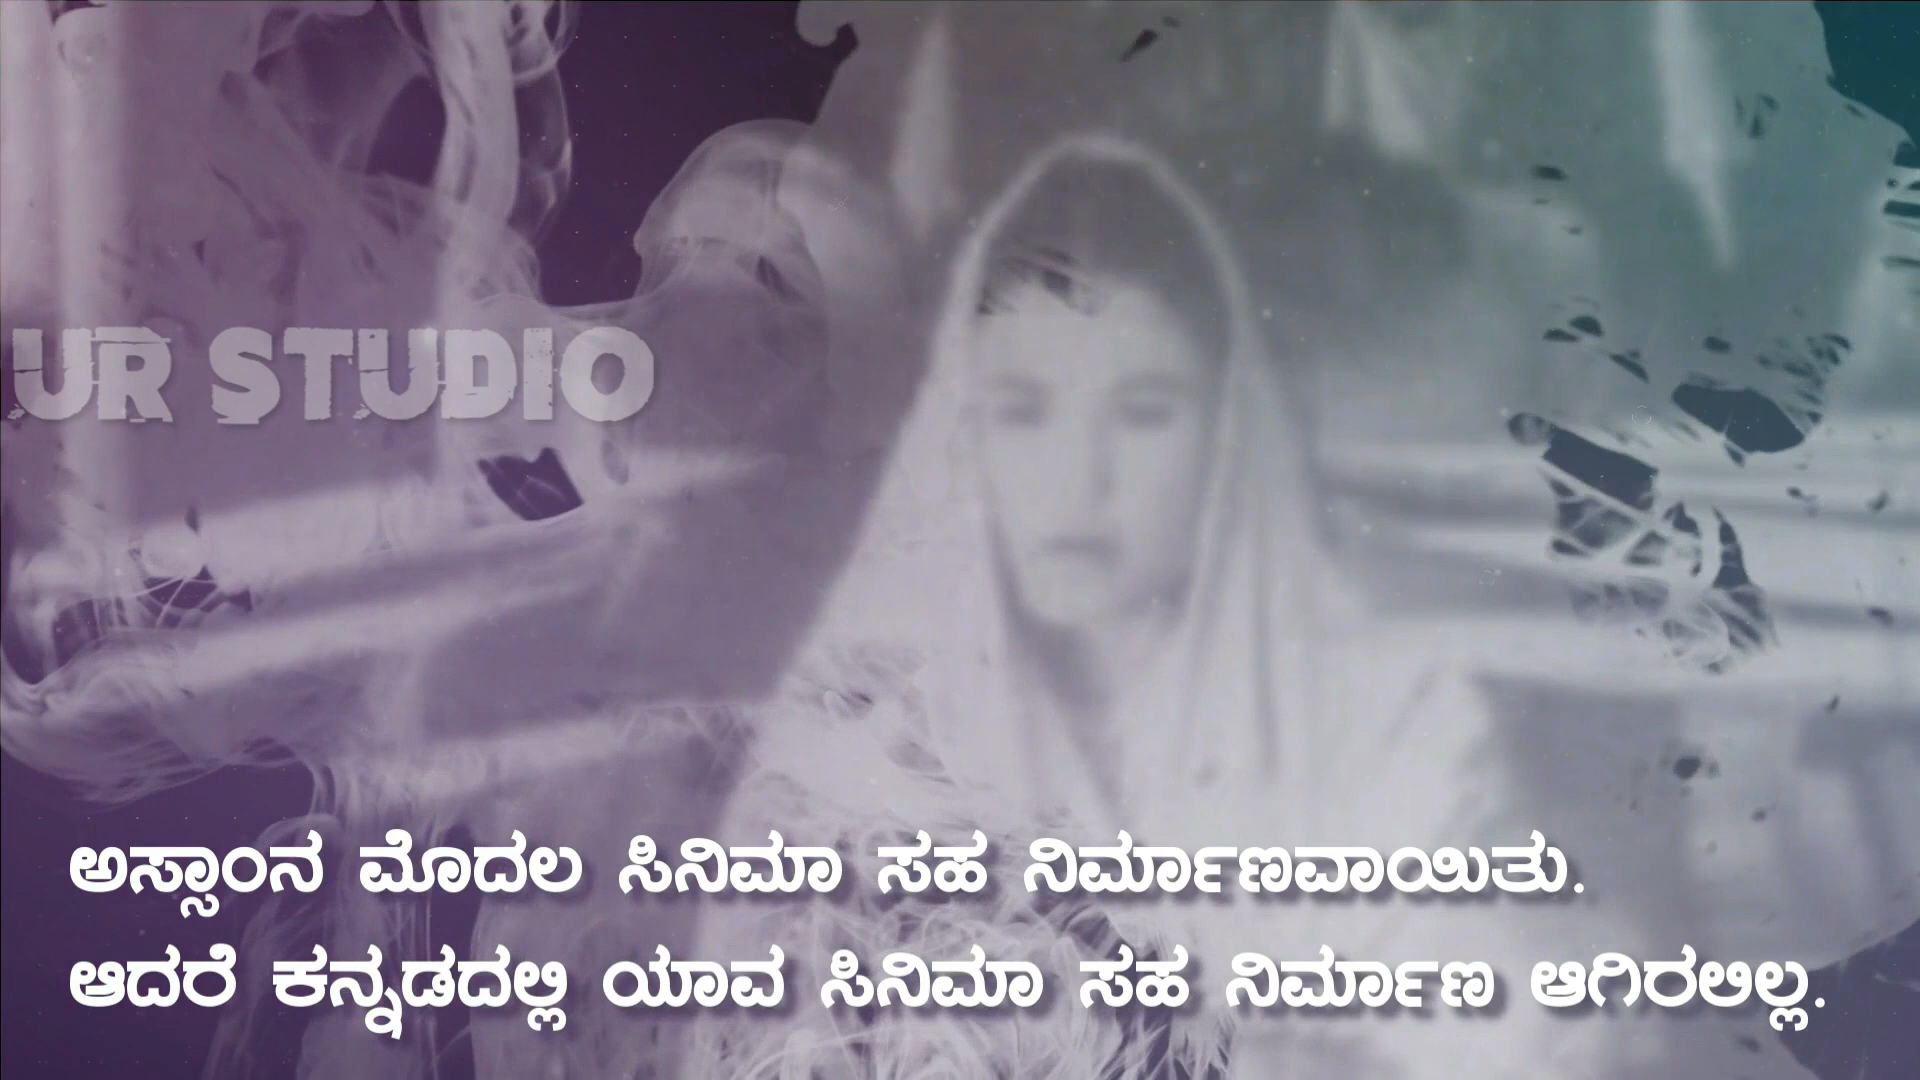 UR STUDIO
ಅಸ್ಸಾಂನ ಮೊದಲ ಸಿನಿಮಾ ಸಹ ನಿರ್ಮಾಣವಾಯಿತು.
ಆದರೆ ಕನ್ನಡದಲ್ಲಿ ಯಾವ ಸಿನಿಮಾ ಸಹ ನಿರ್ಮಾಣ ಆಗಿರಲಿಲ್ಲ.